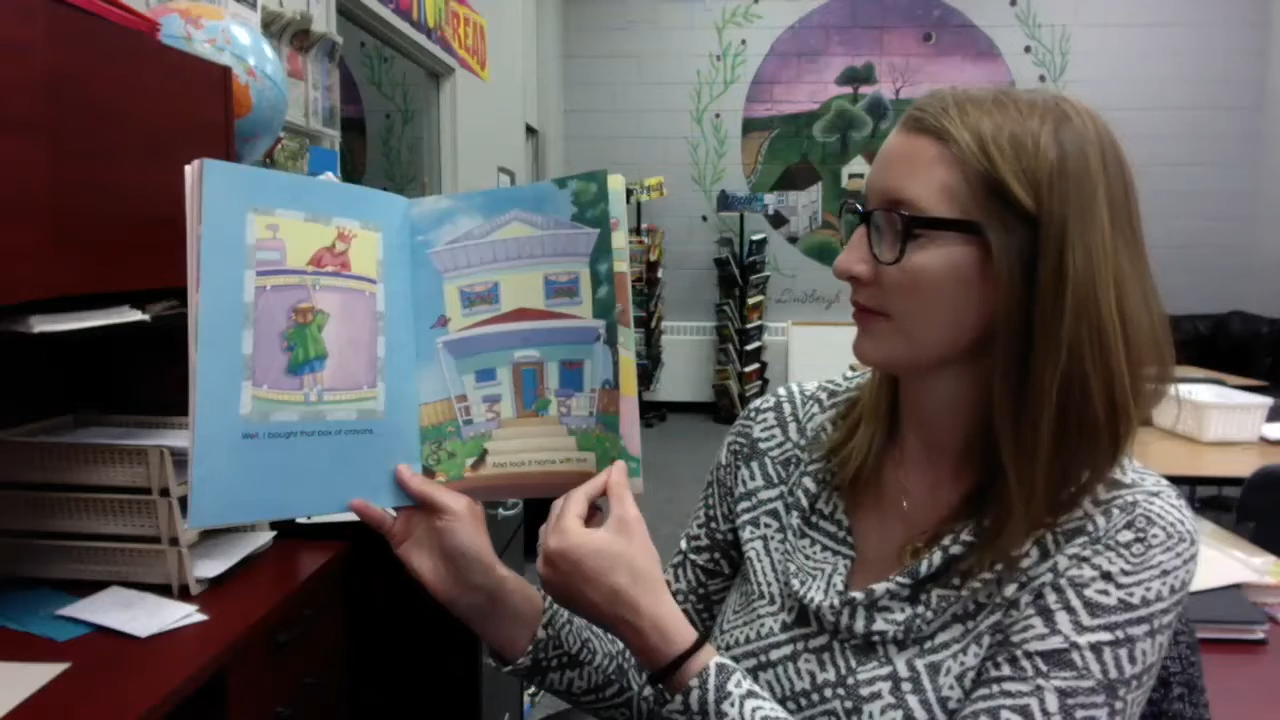 READ
Lindbergh
Well, I bought that box of crayons
And took it home with me